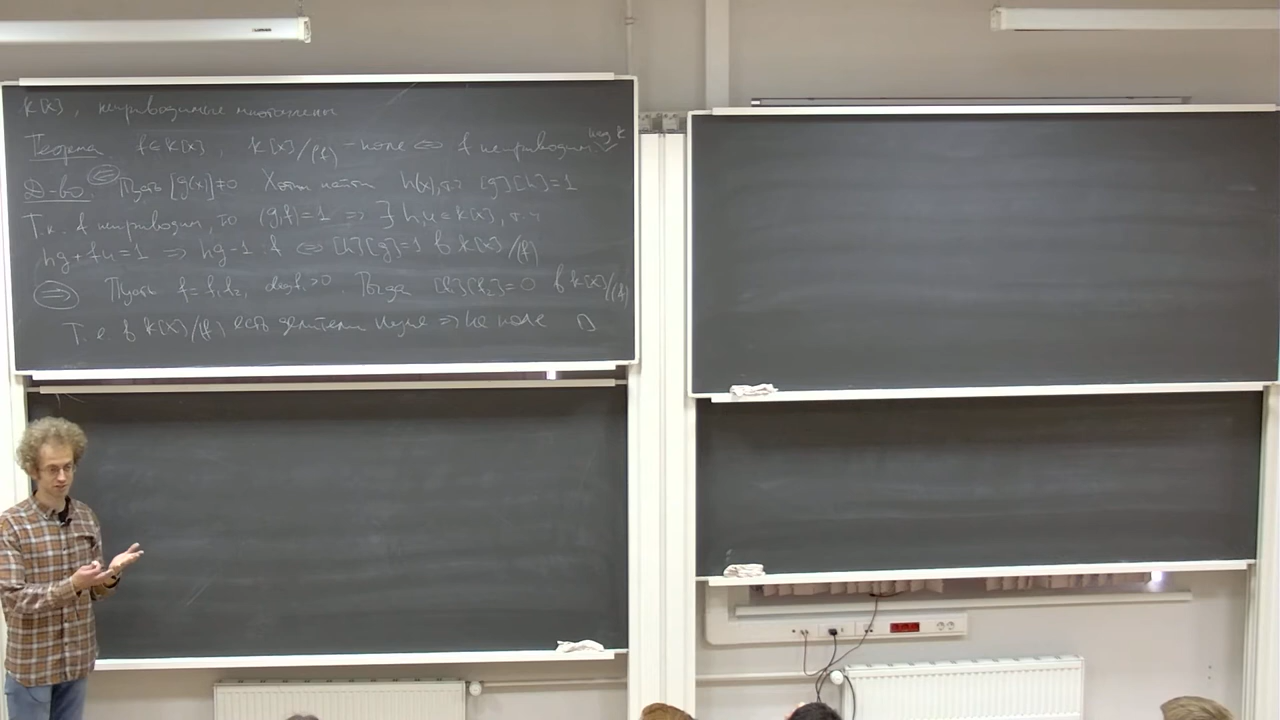 k[x], неприводимые многочлены
Теорема f ∈ k[x], k[x]/(f) - поле ⇔ f неприводим над k
Д-во. ⇐ Пусть [g(x)] ≠ 0 Хотим найти h(x), т.ч [g][h]=1
Т.к. f неприводим, то (g,f)=1 ⇒ ∃ h,u ∈ k[x], т.ч
hg+fu=1 ⇒ hg-1 ⋮ f ⇔ [h][g]=1 в k[x]/(f)
⇒ Пусть f=f₁f₂, deg fᵢ>0. Тогда [f₁][f₂]=0 в k[x]/(f)
Т.е. в k[x]/(f) есть делители нуля ⇒ не поле □